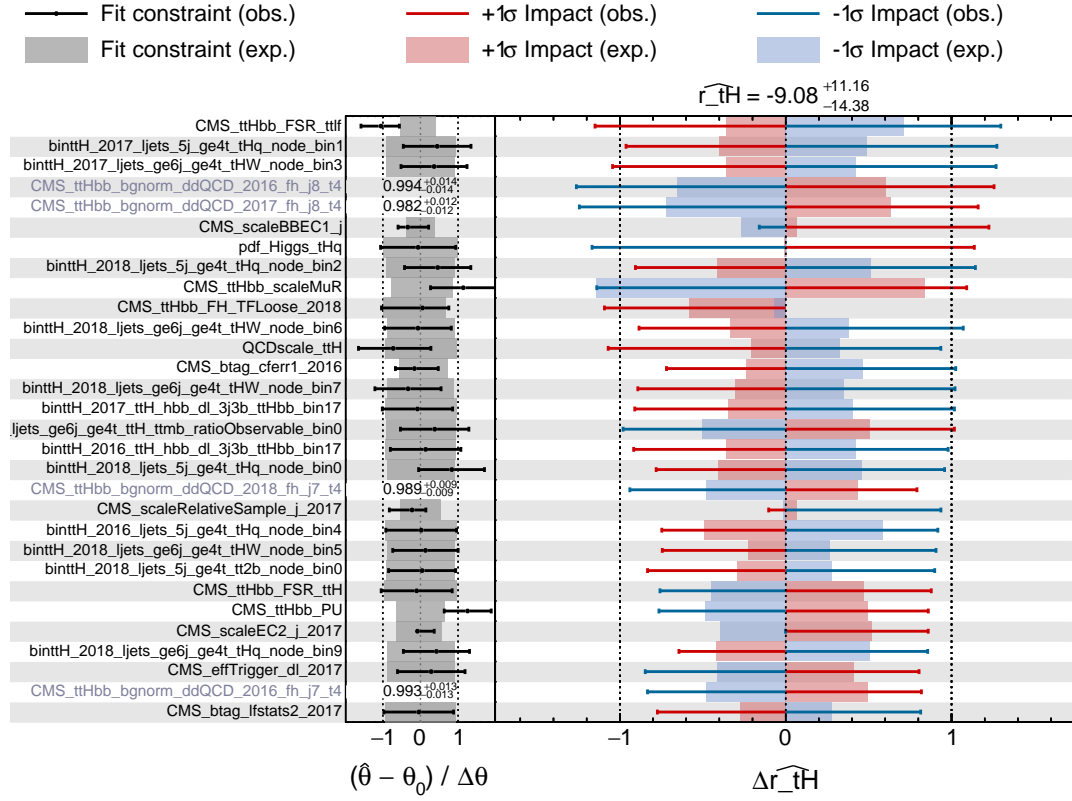 Fit constraint (obs.) +1σ Impact (obs.) -1σ Impact (obs.)
Fit constraint (exp.) +1σ Impact (exp.) -1σ Impact (exp.)
r_tH = -9.08 +11.16 −14.38
CMS_ttHbb_FSR_ttlf
binttH_2017_ljets_5j_ge4t_tHq_node_bin1
binttH_2017_ljets_ge6j_ge4t_tHW_node_bin3
CMS_ttHbb_bgnorm_ddQCD_2016_fh_j8_t4 0.994 +0.014 −0.014
CMS_ttHbb_bgnorm_ddQCD_2017_fh_j8_t4 0.982 +0.012 −0.012
CMS_scaleBBEC1_j
pdf_Higgs_tHq
binttH_2018_ljets_5j_ge4t_tHq_node_bin2
CMS_ttHbb_scaleMuR
CMS_ttHbb_FH_TFLoose_2018
binttH_2018_ljets_ge6j_ge4t_tHW_node_bin6
QCDscale_ttH
CMS_btag_cferr1_2016
binttH_2018_ljets_ge6j_ge4t_tHW_node_bin7
binttH_2017_ttH_hbb_dl_3j3b_ttHbb_bin17
_ljets_ge6j_ge4t_ttH_ttmb_ratioObservable_bin0
binttH_2016_ttH_hbb_dl_3j3b_ttHbb_bin17
binttH_2018_ljets_5j_ge4t_tHq_node_bin0
CMS_ttHbb_bgnorm_ddQCD_2018_fh_j7_t4 0.989 +0.009 −0.009
CMS_scaleRelativeSample_j_2017
binttH_2016_ljets_5j_ge4t_tHq_node_bin4
binttH_2018_ljets_ge6j_ge4t_tHW_node_bin5
binttH_2018_ljets_5j_ge4t_tt2b_node_bin0
CMS_ttHbb_FSR_ttH
CMS_ttHbb_PU
CMS_scaleEC2_j_2017
binttH_2018_ljets_ge6j_ge4t_tHW_node_bin9
CMS_effTrigger_dl_2017
CMS_ttHbb_bgnorm_ddQCD_2016_fh_j7_t4 0.993 +0.013 −0.013
CMS_btag_lfstats2_2017
−1 0 1 −1 0 1
(θ̂ − θ₀) / Δθ Δr_tH